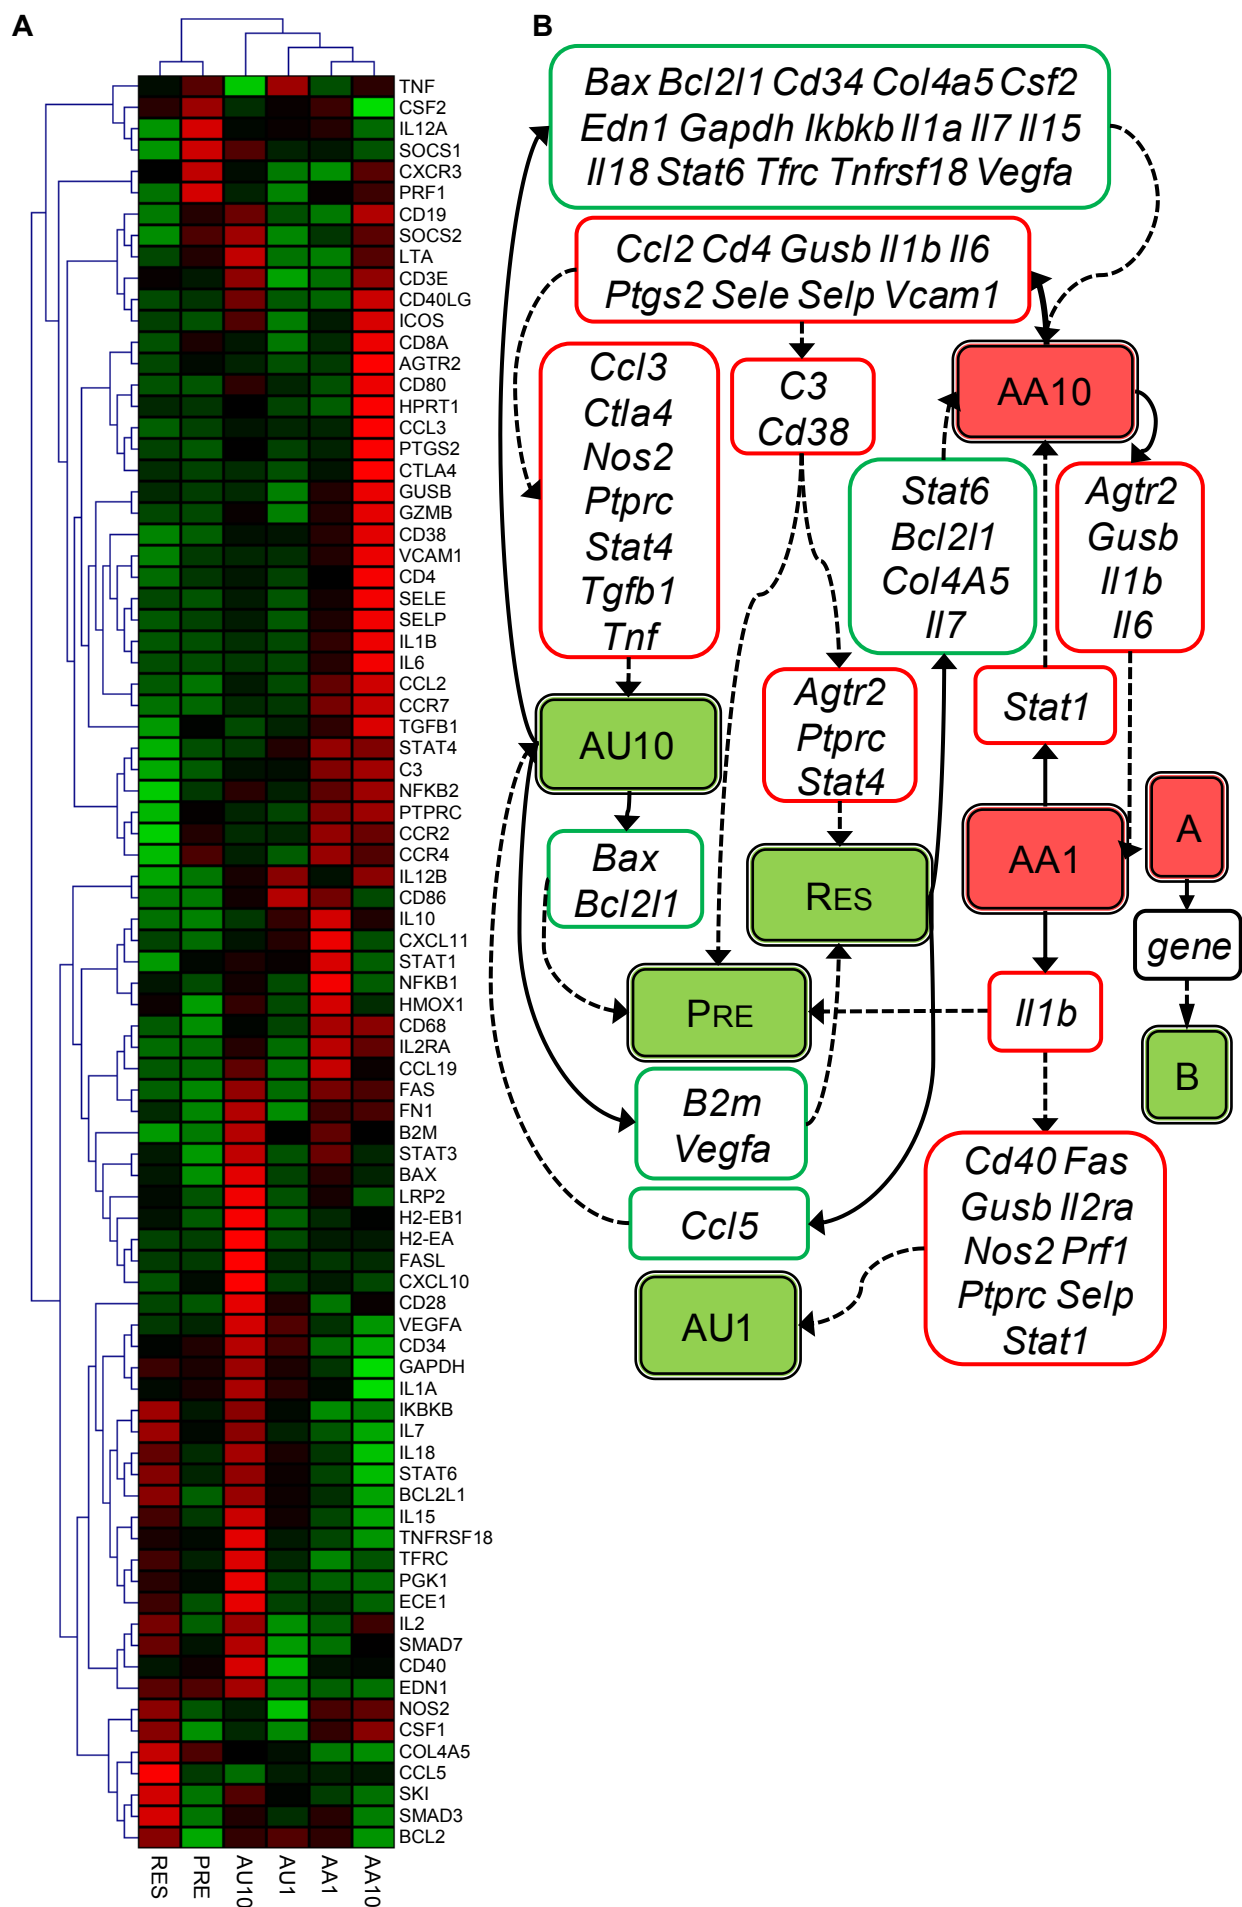 A
TNF
CSF2
IL12A
SOCS1
CXCR3
PRF1
CD19
SOCS2
LTA
CD3E
CD40LG
ICOS
CD8A
AGTR2
CD80
HPRT1
CCL3
PTGS2
CTLA4
GUSB
GZMB
CD38
VCAM1
CD4
SELE
SELP
IL1B
IL6
CCL2
CCR7
TGFB1
STAT4
C3
NFKB2
PTPRC
CCR2
CCR4
IL12B
CD86
IL10
CXCL11
STAT1
NFKB1
HMOX1
CD68
IL2RA
CCL19
FAS
FN1
B2M
STAT3
BAX
LRP2
H2-EB1
H2-EA
FASL
CXCL10
CD28
VEGFA
CD34
GAPDH
IL1A
IKBKB
IL7
IL18
STAT6
BCL2L1
IL15
TNFRSF18
TFRC
PGK1
ECE1
IL2
SMAD7
CD40
EDN1
NOS2
CSF1
COL4A5
CCL5
SKI
SMAD3
BCL2
RES
PRE
AU10
AU1
AA1
AA10
B
Bax Bcl2l1 Cd34 Col4a5 Csf2
Edn1 Gapdh Ikbkb Il1a Il7 Il15
Il18 Stat6 Tfrc Tnfrsf18 Vegfa
Ccl2 Cd4 Gusb Il1b Il6
Ptgs2 Sele Selp Vcam1
Ccl3
Ctla4
Nos2
Ptprc
Stat4
Tgfb1
Tnf
C3
Cd38
AA10
Stat6
Bcl2l1
Col4A5
Il7
Agtr2
Gusb
Il1b
Il6
Agtr2
Ptprc
Stat4
Stat1
AU10
Bax
Bcl2l1
RES
AA1
A
gene
B
PRE
Il1b
B2m
Vegfa
Ccl5
AU1
Cd40 Fas
Gusb Il2ra
Nos2 Prf1
Ptprc Selp
Stat1